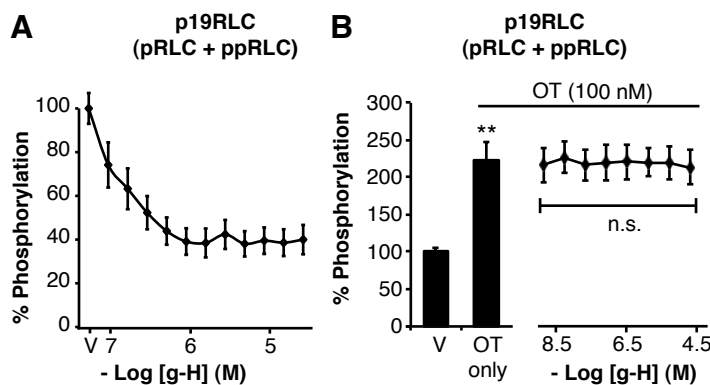 A
p19RLC
(pRLC + ppRLC)
% Phosphorylation
100
80
60
40
20
0
V 7 6 5
- Log [g-H] (M)
B
p19RLC
(pRLC + ppRLC)
OT (100 nM)
% Phosphorylation
300
250
200
150
100
50
0
**
n.s.
V OT only
8.5 6.5 4.5
- Log [g-H] (M)